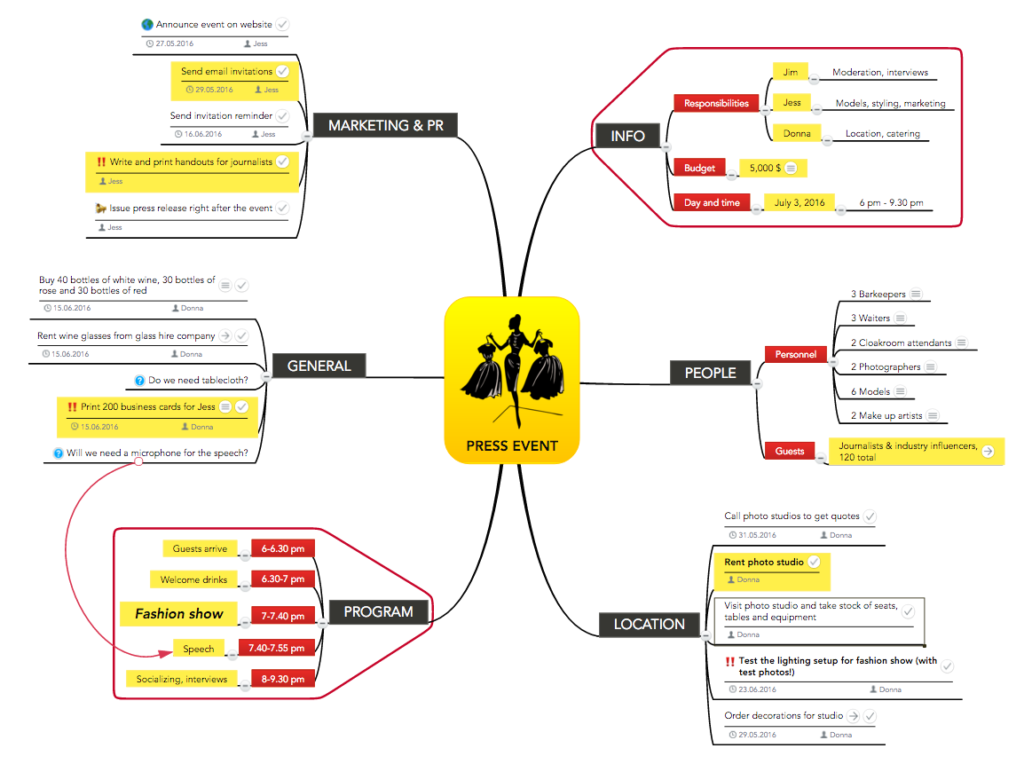 Announce event on website
27.05.2016 Jess
Send email invitations
29.05.2016 Jess
Send invitation reminder
16.06.2016 Jess
!! Write and print handouts for journalists
Jess
Issue press release right after the event
Jess
MARKETING & PR
INFO
Responsibilities
Jim
Moderation, interviews
Jess
Models, styling, marketing
Donna
Location, catering
Budget
5,000 $
Day and time
July 3, 2016
6 pm - 9.30 pm
Buy 40 bottles of white wine, 30 bottles of
rose and 30 bottles of red
15.06.2016 Donna
Rent wine glasses from glass hire company
15.06.2016 Donna
? Do we need tablecloth?
!! Print 200 business cards for Jess
15.06.2016 Donna
? Will we need a microphone for the speech?
GENERAL
PRESS EVENT
PEOPLE
Personnel
3 Barkeepers
3 Waiters
2 Cloakroom attendants
2 Photographers
6 Models
2 Make up artists
Guests
Journalists & industry influencers,
120 total
Guests arrive
6-6.30 pm
Welcome drinks
6.30-7 pm
Fashion show
7-7.40 pm
Speech
7.40-7.55 pm
Socializing, interviews
8-9.30 pm
PROGRAM
LOCATION
Call photo studios to get quotes
31.05.2016 Donna
Rent photo studio
Donna
Visit photo studio and take stock of seats,
tables and equipment
Donna
!! Test the lighting setup for fashion show (with
test photos!)
23.06.2016 Donna
Order decorations for studio
29.05.2016 Donna